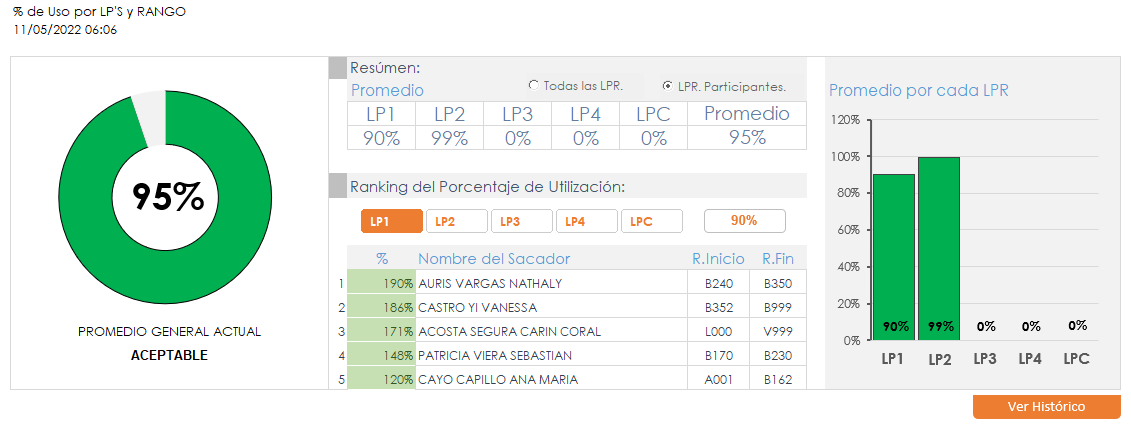 % de Uso por LP'S y RANGO
11/05/2022 06:06
95%
PROMEDIO GENERAL ACTUAL
ACEPTABLE
Resúmen:
Promedio
Todas las LPR.
LPR. Participantes.
LP1 LP2 LP3 LP4 LPC Promedio
90% 99% 0% 0% 0% 95%
Ranking del Porcentaje de Utilización:
LP1 LP2 LP3 LP4 LPC 90%
% Nombre del Sacador R.Inicio R.Fin
1 190% AURIS VARGAS NATHALY B240 B350
2 186% CASTRO YI VANESSA B352 B999
3 171% ACOSTA SEGURA CARIN CORAL L000 V999
4 148% PATRICIA VIERA SEBASTIAN B170 B230
5 120% CAYO CAPILLO ANA MARIA A001 B162
Promedio por cada LPR
120%
100%
80%
60%
40%
20%
0%
90% 99% 0% 0% 0%
LP1 LP2 LP3 LP4 LPC
Ver Histórico